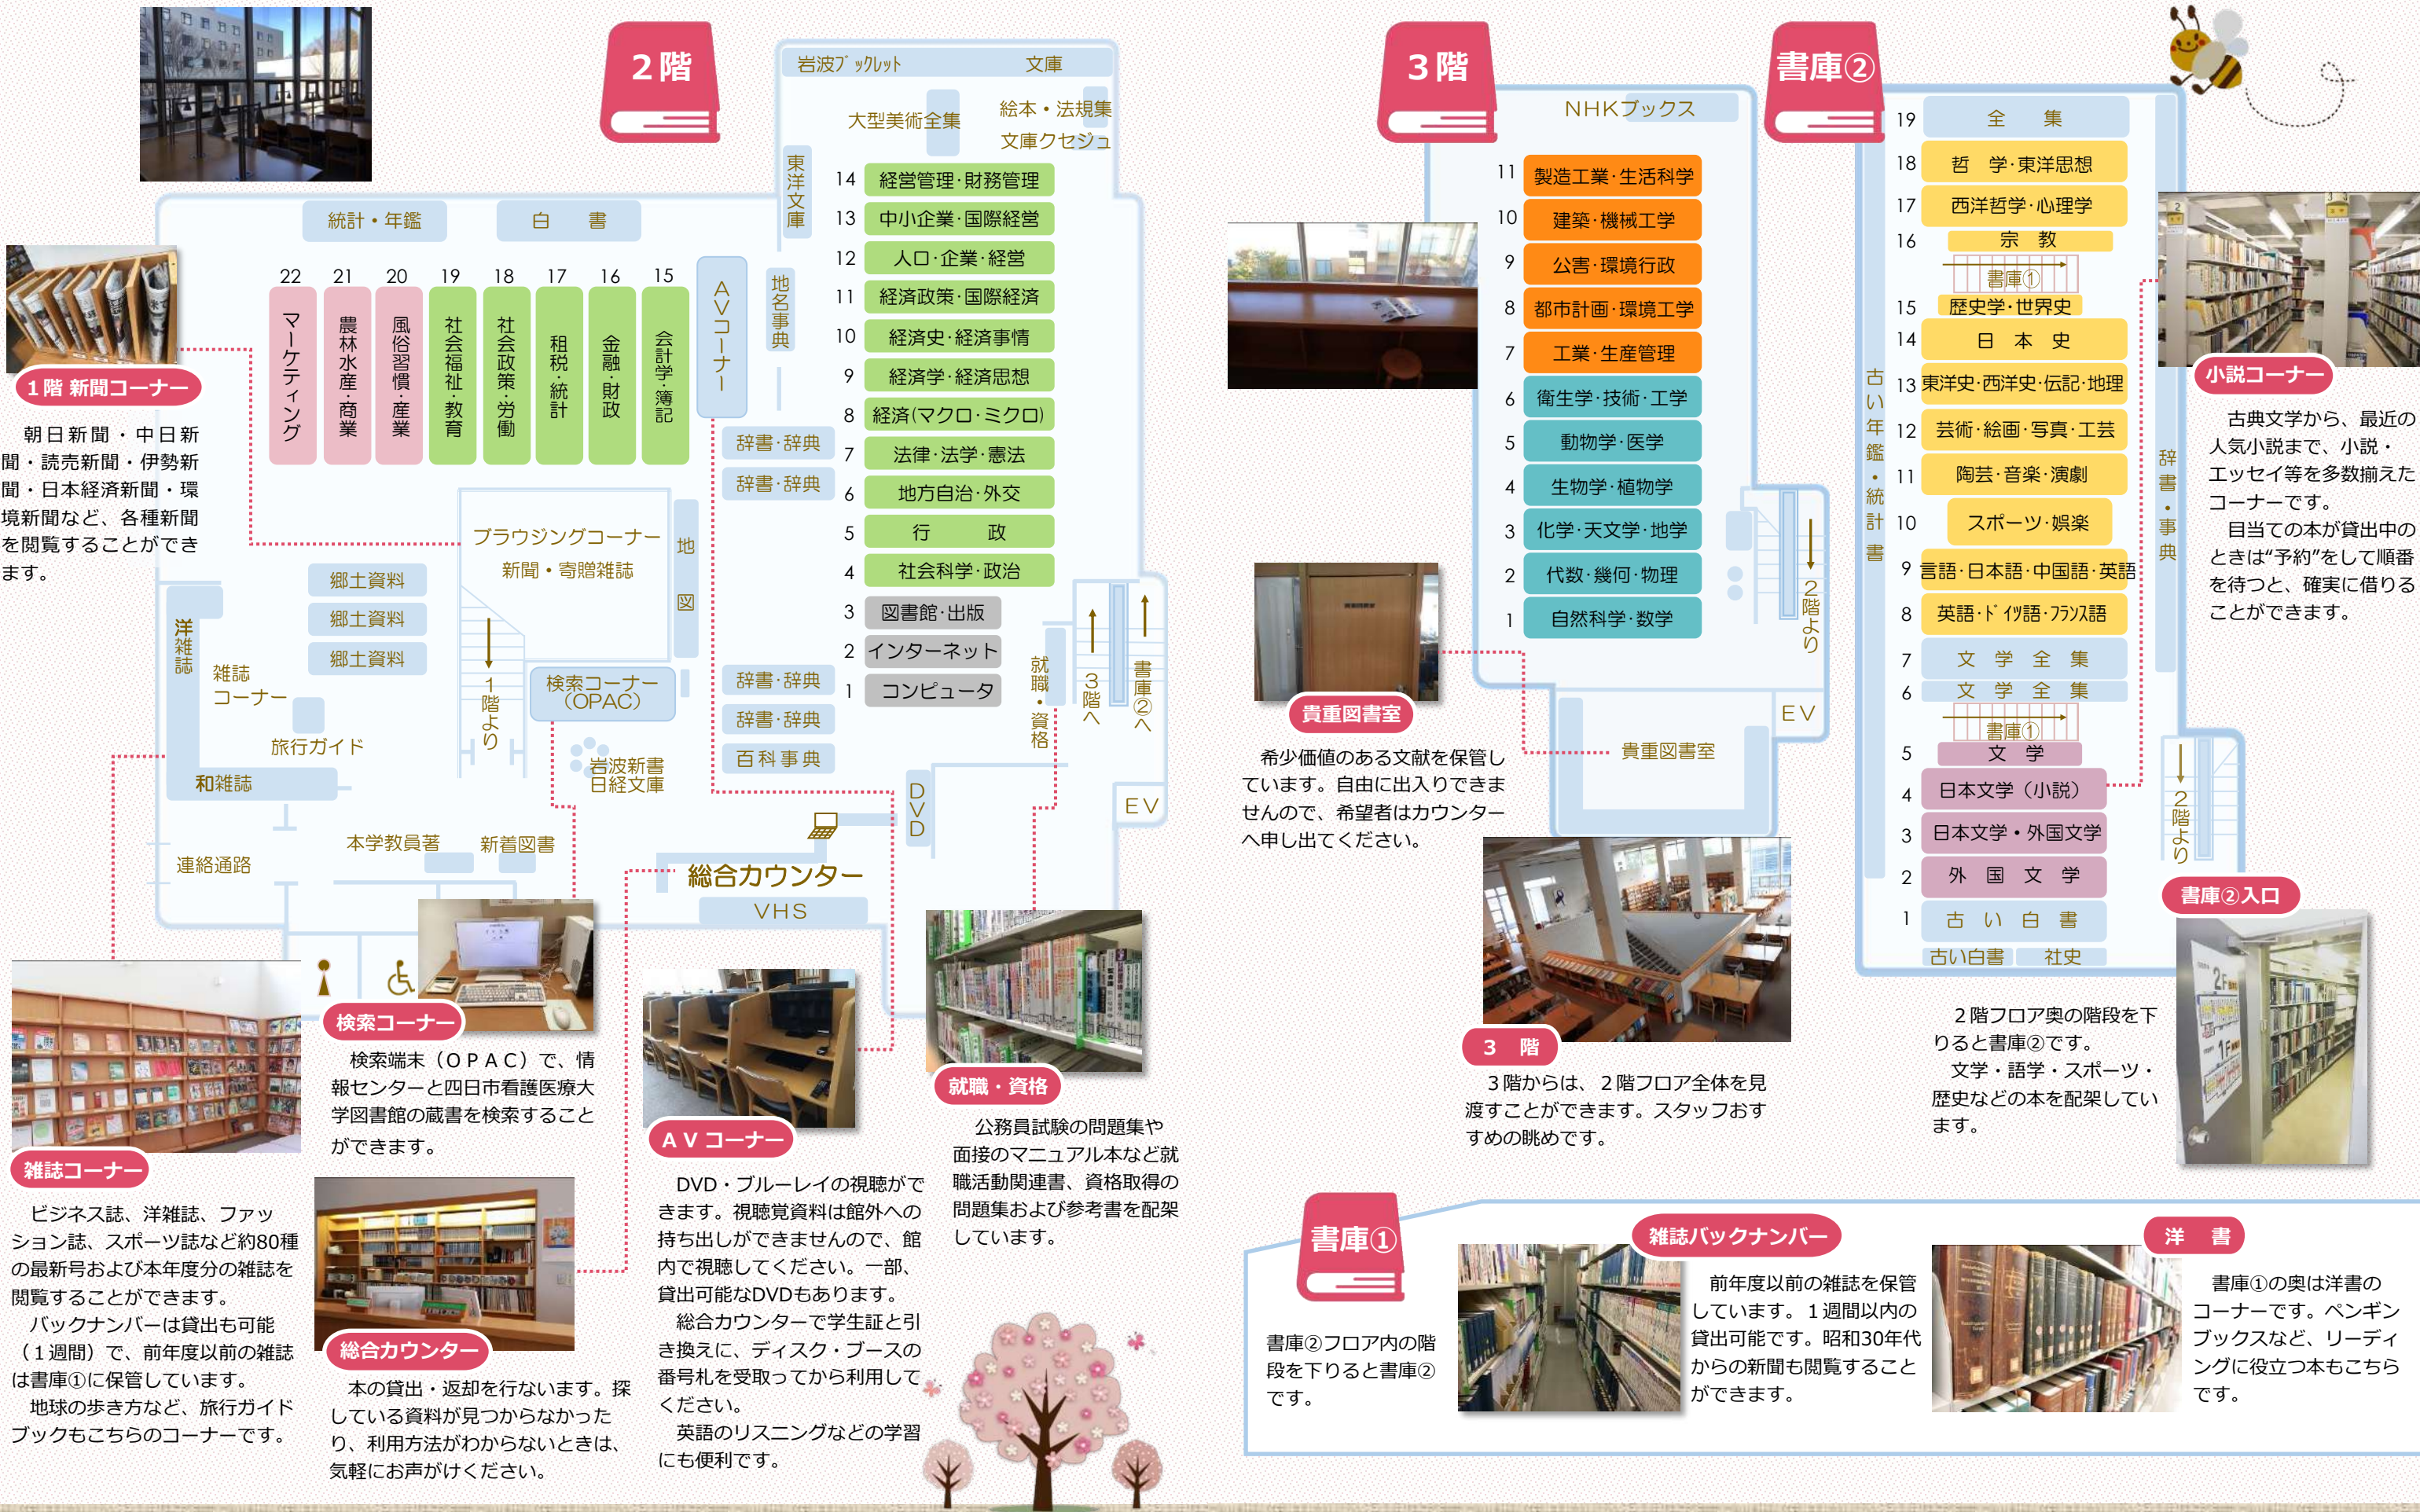 2階
岩波ブックレット
文庫
大型美術全集
絵本・法規集
文庫クセジュ
東洋文庫
14 経営管理・財務管理
13 中小企業・国際経営
12 人口・企業・経営
11 経済政策・国際経済
10 経済史・経済事情
9 経済学・経済思想
8 経済(マクロ・ミクロ)
7 法律・法学・憲法
6 地方自治・外交
5 行　政
4 社会科学・政治
3 図書館・出版
2 インターネット
1 コンピュータ
統計・年鑑
白　書
22 マーケティング
21 農林水産・商業
20 風俗習慣・産業
19 社会福祉・教育
18 社会政策・労働
17 租税・統計
16 金融・財政
15 会計学・簿記
AVコーナー
地名事典
辞書・辞典
辞書・辞典
ブラウジングコーナー
新聞・寄贈雑誌
地図
郷土資料
郷土資料
郷土資料
洋雑誌
雑誌
コーナー
旅行ガイド
和雑誌
1階より
検索コーナー
(OPAC)
岩波新書
日経文庫
辞書・辞典
辞書・辞典
百科事典
就職・資格
3階へ
書庫②へ
EV
DVD
本学教員著
新着図書
連絡通路
総合カウンター
VHS
1階 新聞コーナー
朝日新聞・中日新
聞・読売新聞・伊勢新
聞・日本経済新聞・環
境新聞など、各種新聞
を閲覧することができ
ます。
雑誌コーナー
ビジネス誌、洋雑誌、ファッ
ション誌、スポーツ誌など約80種
の最新号および本年度分の雑誌を
閲覧することができます。
バックナンバーは貸出も可能
（1週間）で、前年度以前の雑誌
は書庫①に保管しています。
地球の歩き方など、旅行ガイド
ブックもこちらのコーナーです。
検索コーナー
検索端末（OPAC）で、情
報センターと四日市看護医療大
学図書館の蔵書を検索すること
ができます。
総合カウンター
本の貸出・返却を行ないます。探
している資料が見つからなかった
り、利用方法がわからないときは、
気軽にお声がけください。
AVコーナー
DVD・ブルーレイの視聴がで
きます。視聴覚資料は館外への
持ち出しができませんので、館
内で視聴してください。一部、
貸出可能なDVDもあります。
総合カウンターで学生証と引
き換えに、ディスク・ブースの
番号札を受取ってから利用して
ください。
英語のリスニングなどの学習
にも便利です。
就職・資格
公務員試験の問題集や
面接のマニュアル本など就
職活動関連書、資格取得の
問題集および参考書を配架
しています。
3階
NHKブックス
11 製造工業・生活科学
10 建築・機械工学
9 公害・環境行政
8 都市計画・環境工学
7 工業・生産管理
6 衛生学・技術・工学
5 動物学・医学
4 生物学・植物学
3 化学・天文学・地学
2 代数・幾何・物理
1 自然科学・数学
2階より
EV
貴重図書室
貴重図書室
希少価値のある文献を保管し
ています。自由に出入りできま
せんので、希望者はカウンター
へ申し出てください。
3　階
3階からは、2階フロア全体を見
渡すことができます。スタッフおす
すめの眺めです。
書庫②
19 全　集
18 哲　学・東洋思想
17 西洋哲学・心理学
16 宗　教
書庫①
15 歴史学・世界史
14 日　本　史
13 東洋史・西洋史・伝記・地理
12 芸術・絵画・写真・工芸
11 陶芸・音楽・演劇
10 スポーツ・娯楽
9 言語・日本語・中国語・英語
8 英語・ドイツ語・フランス語
7 文　学　全　集
6 文　学　全　集
書庫①
5 文　学
4 日本文学（小説）
3 日本文学・外国文学
2 外　国　文　学
1 古　い　白　書
古い白書
社史
古い年鑑・統計書
辞書・事典
2階より
小説コーナー
古典文学から、最近の
人気小説まで、小説・
エッセイ等を多数揃えた
コーナーです。
目当ての本が貸出中の
ときは“予約”をして順番
を待つと、確実に借りる
ことができます。
書庫②入口
2F
1F
2階フロア奥の階段を下
りると書庫②です。
文学・語学・スポーツ・
歴史などの本を配架してい
ます。
書庫①
書庫②フロア内の階
段を下りると書庫②
です。
雑誌バックナンバー
前年度以前の雑誌を保管
しています。1週間以内の
貸出可能です。昭和30年代
からの新聞も閲覧すること
ができます。
洋　書
書庫①の奥は洋書の
コーナーです。ペンギン
ブックスなど、リーディ
ングに役立つ本もこちら
です。